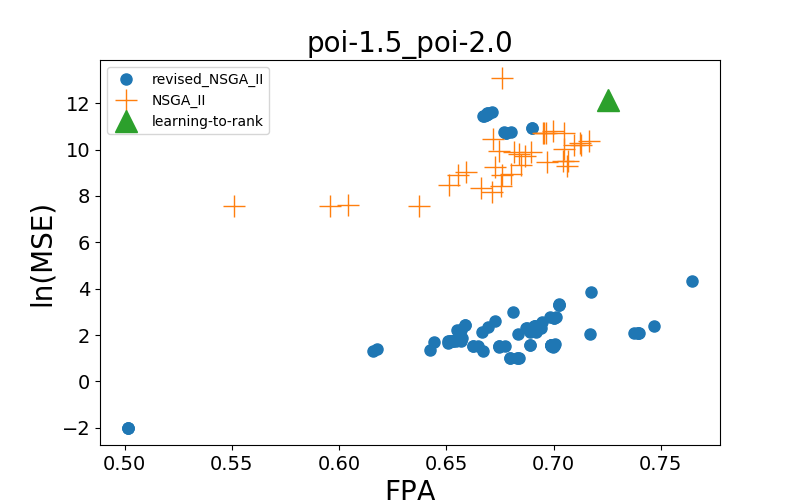 poi-1.5_poi-2.0
revised_NSGA_II
NSGA_II
learning-to-rank
12
10
8
6
4
2
0
−2
ln(MSE)
0.50 0.55 0.60 0.65 0.70 0.75
FPA